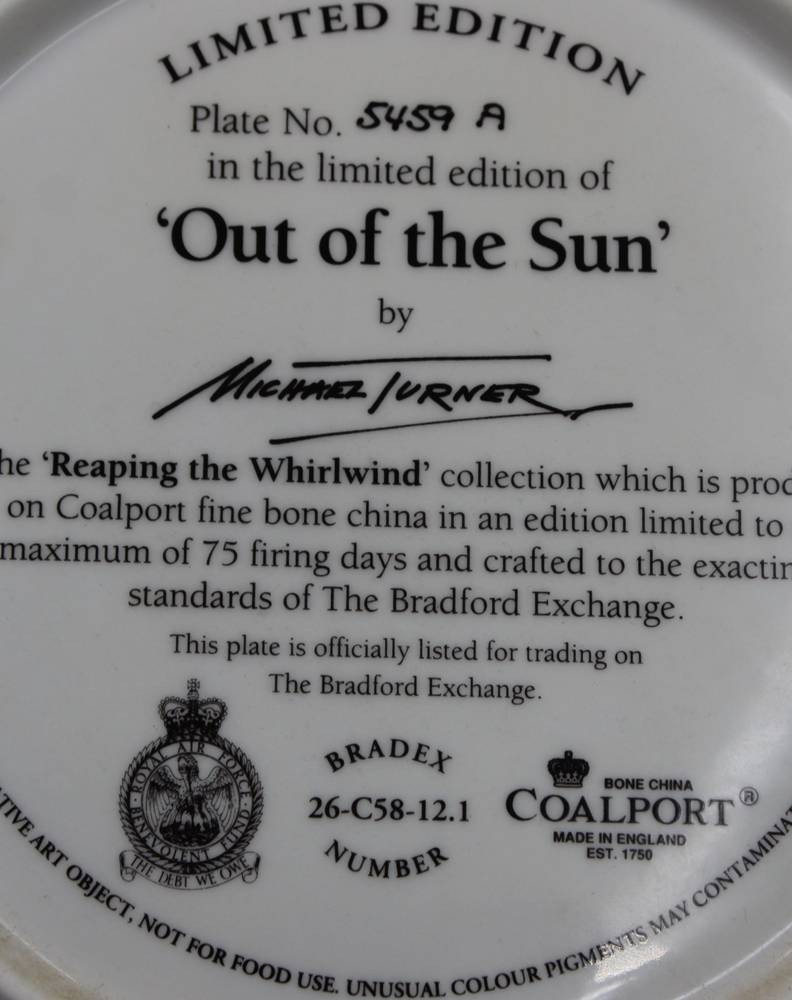 LIMITED EDITION
Plate No. 5459 A
in the limited edition of
‘Out of the Sun’
by
MICHAEL TURNER
he ‘Reaping the Whirlwind’ collection which is prod
on Coalport fine bone china in an edition limited to
maximum of 75 firing days and crafted to the exactin
standards of The Bradford Exchange.
This plate is officially listed for trading on
The Bradford Exchange.
ROYAL AIR FORCE
BENEVOLENT FUND
THE DEBT WE OWE
BRADEX
26-C58-12.1
NUMBER
BONE CHINA
COALPORT®
MADE IN ENGLAND
EST. 1750
TIVE ART OBJECT, NOT FOR FOOD USE. UNUSUAL COLOUR PIGMENTS MAY CONTAMINA